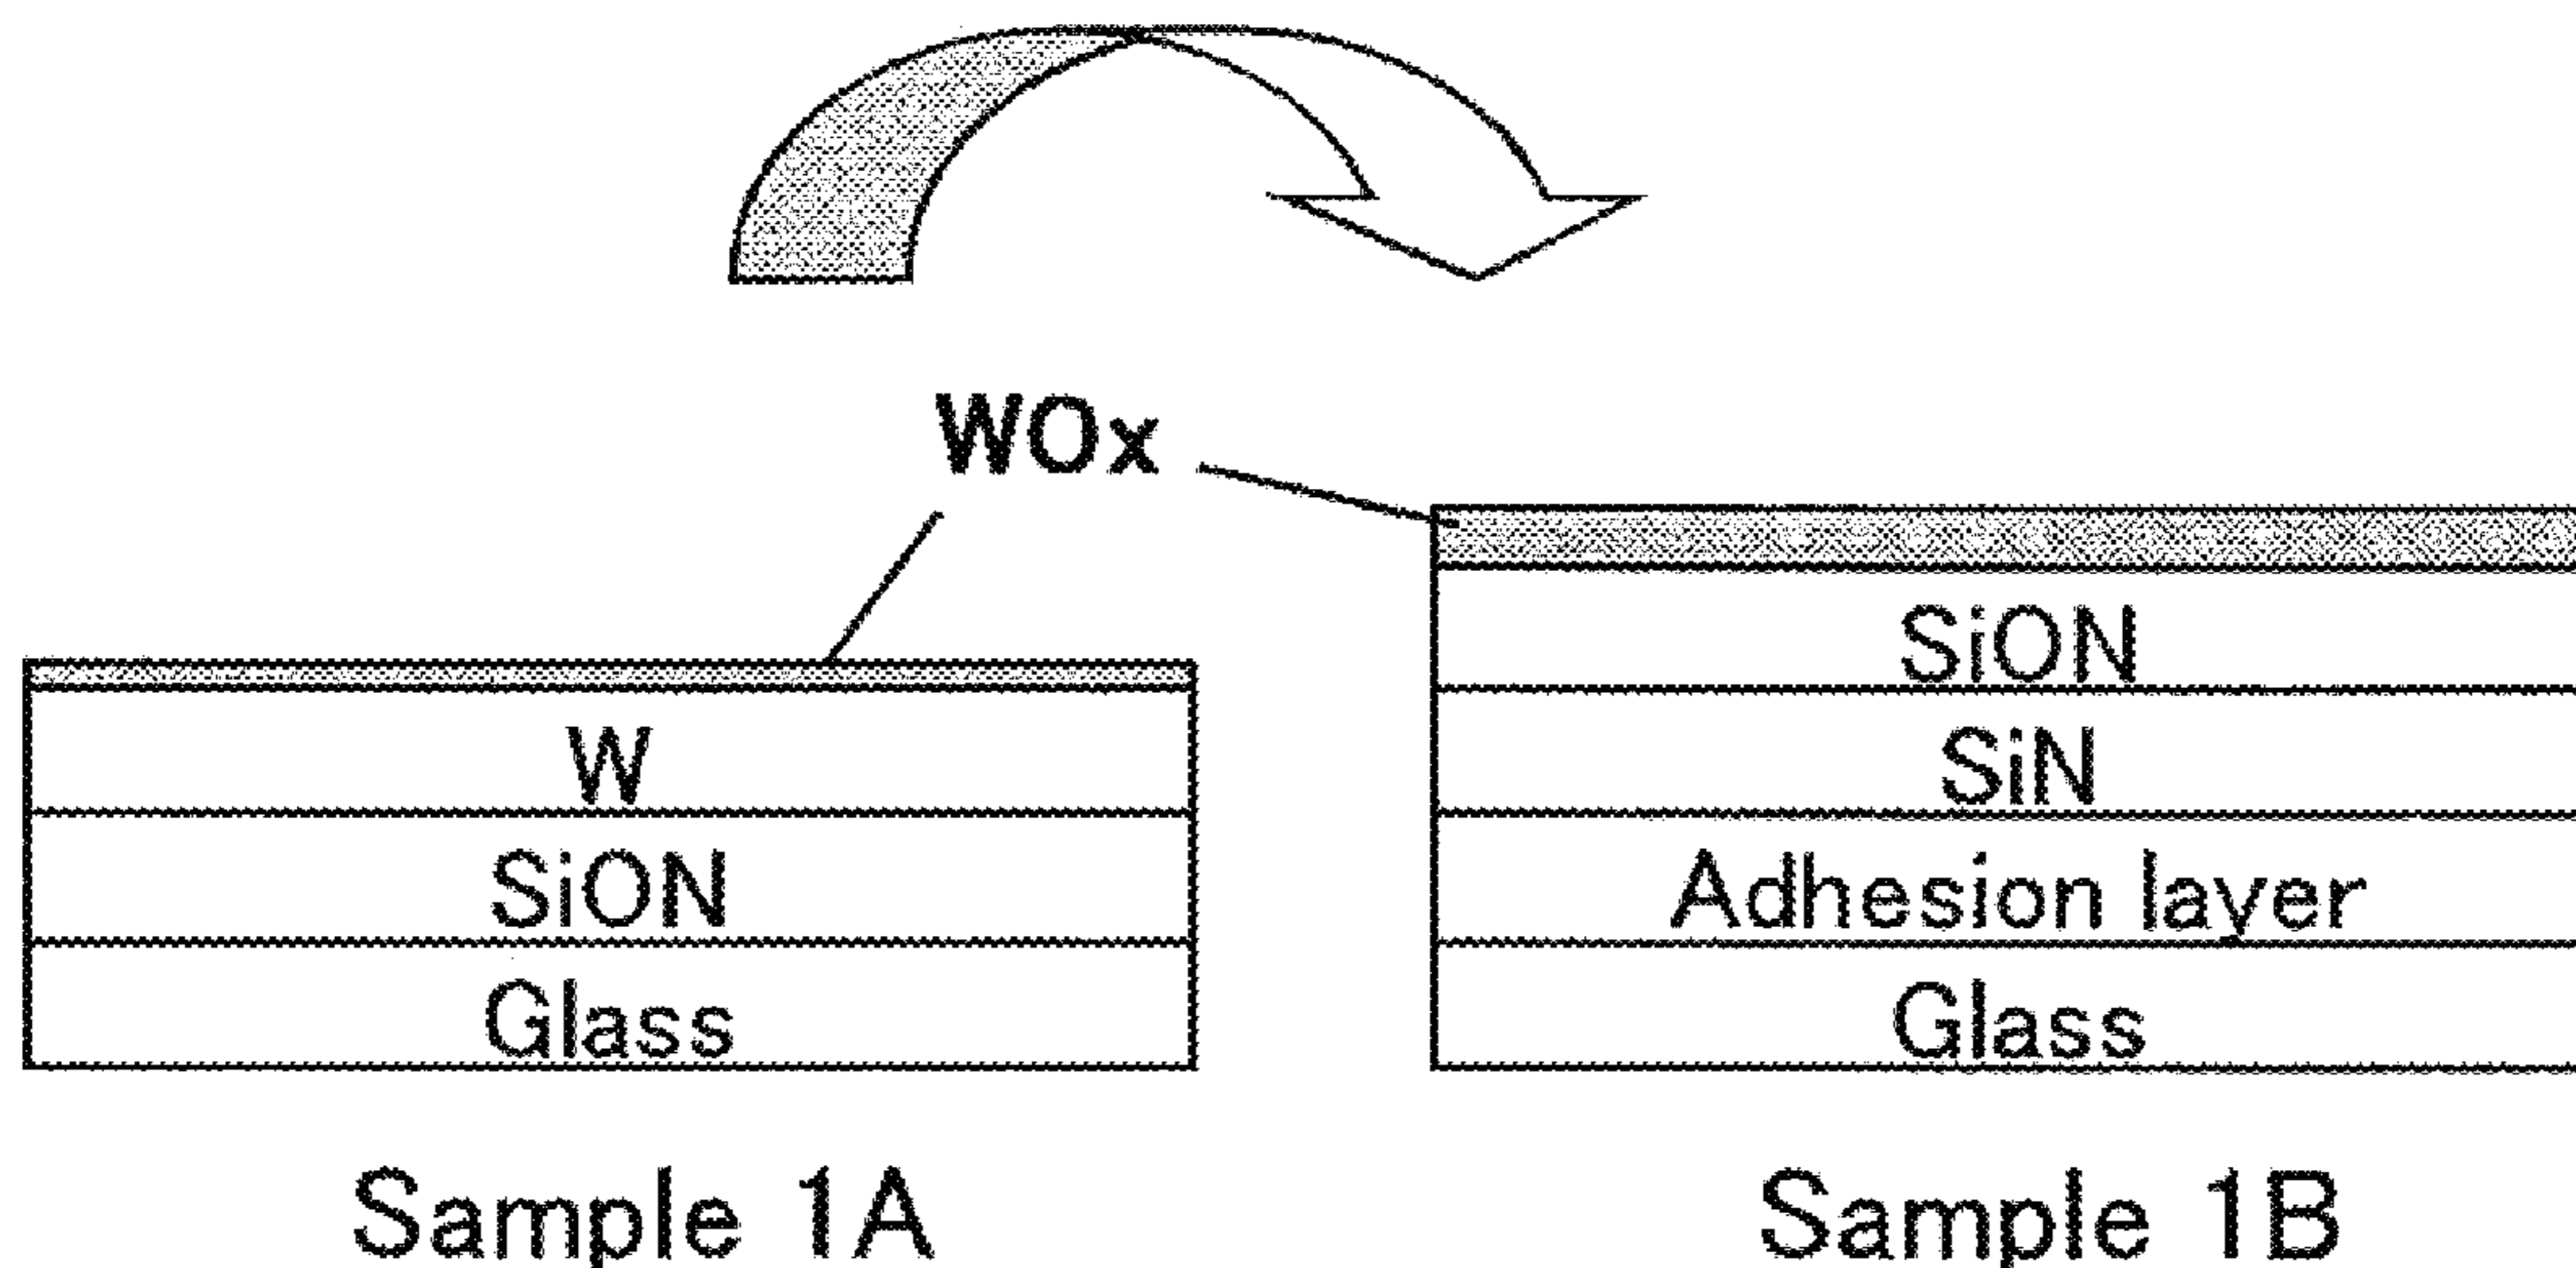 WOx
W
SiON
Glass
Sample 1A
SiON
SiN
Adhesion layer
Glass
Sample 1B